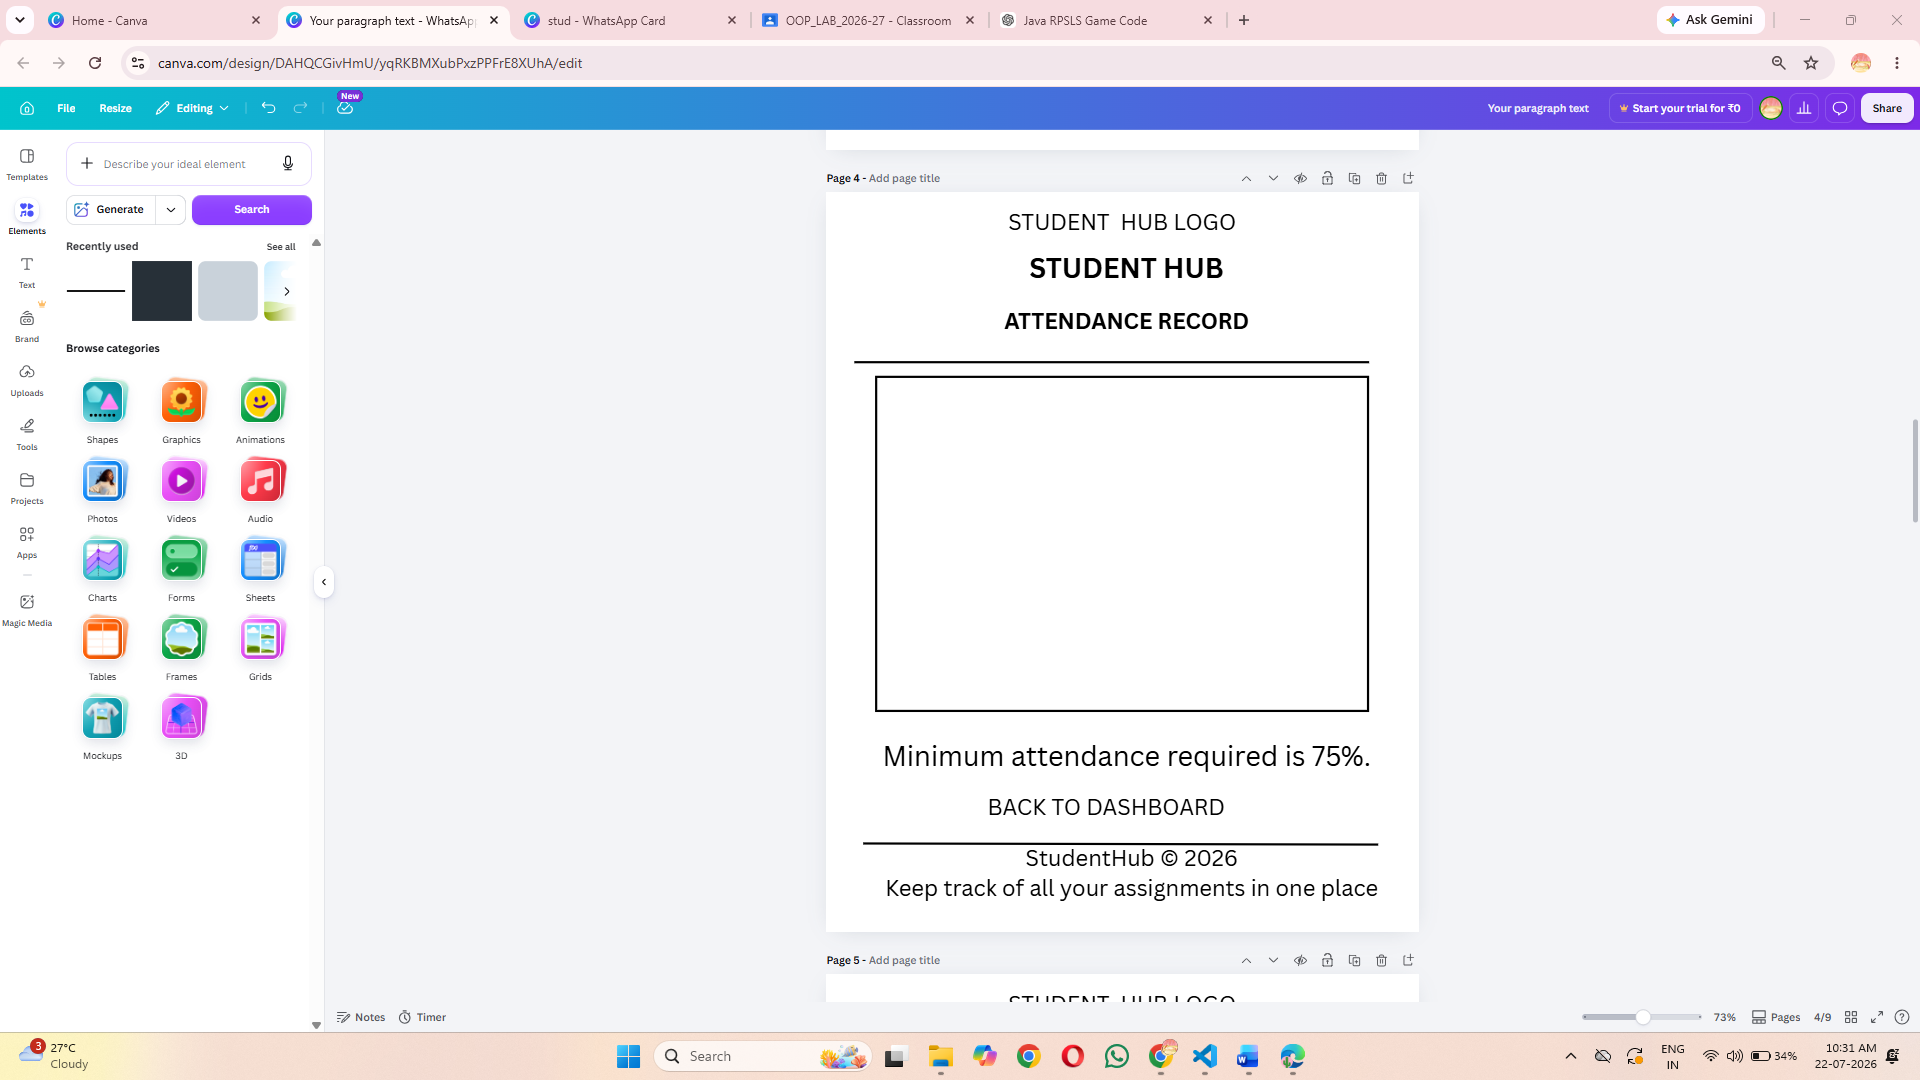 Home - Canva
Your paragraph text - WhatsAp
stud - WhatsApp Card
OOP_LAB_2026-27 - Classroom
Java RPSLS Game Code
Ask Gemini
canva.com/design/DAHQCGivHmU/yqRKBMXubPxzPPFrE8XUhA/edit
File
Resize
Editing
New
Your paragraph text
Start your trial for ₹0
Share
Templates
Elements
Text
Brand
Uploads
Tools
Projects
Apps
Magic Media
Describe your ideal element
Generate
Search
Recently used
See all
Browse categories
Shapes
Graphics
Animations
Photos
Videos
Audio
Charts
Forms
Sheets
Tables
Frames
Grids
Mockups
3D
Page 4 - Add page title
STUDENT  HUB LOGO
STUDENT HUB
ATTENDANCE RECORD
Minimum attendance required is 75%.
BACK TO DASHBOARD
StudentHub © 2026
Keep track of all your assignments in one place
Page 5 - Add page title
STUDENT  HUB LOGO
Notes
Timer
73%
Pages
4/9
3
27°C
Cloudy
Search
ENG
IN
34%
10:31 AM
22-07-2026